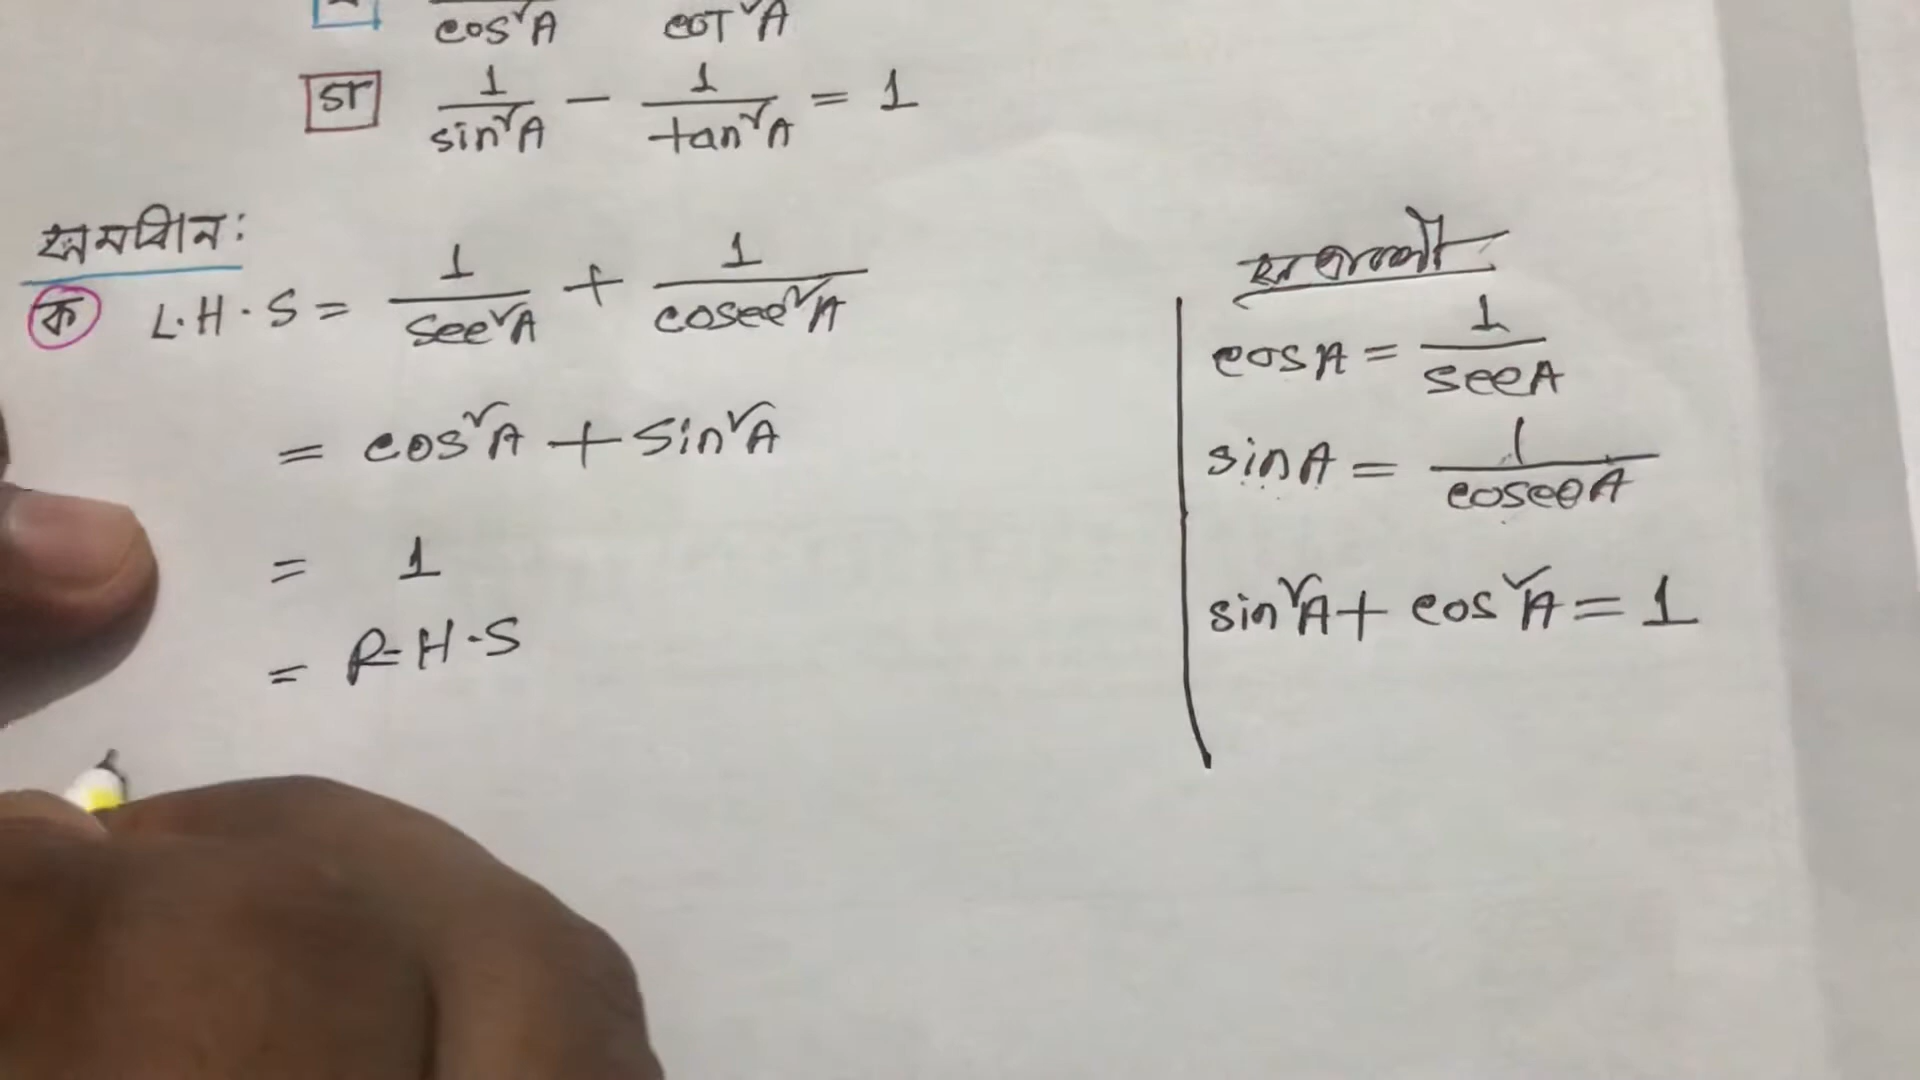 cos²A cot²A
গ 1/sin²A − 1/tan²A = 1
সমাধান:
ক L.H.S = 1/sec²A + 1/cosec²A
= cos²A + sin²A
= 1
= R.H.S
cosA = 1/secA
sinA = 1/cosecA
sin²A + cos²A = 1